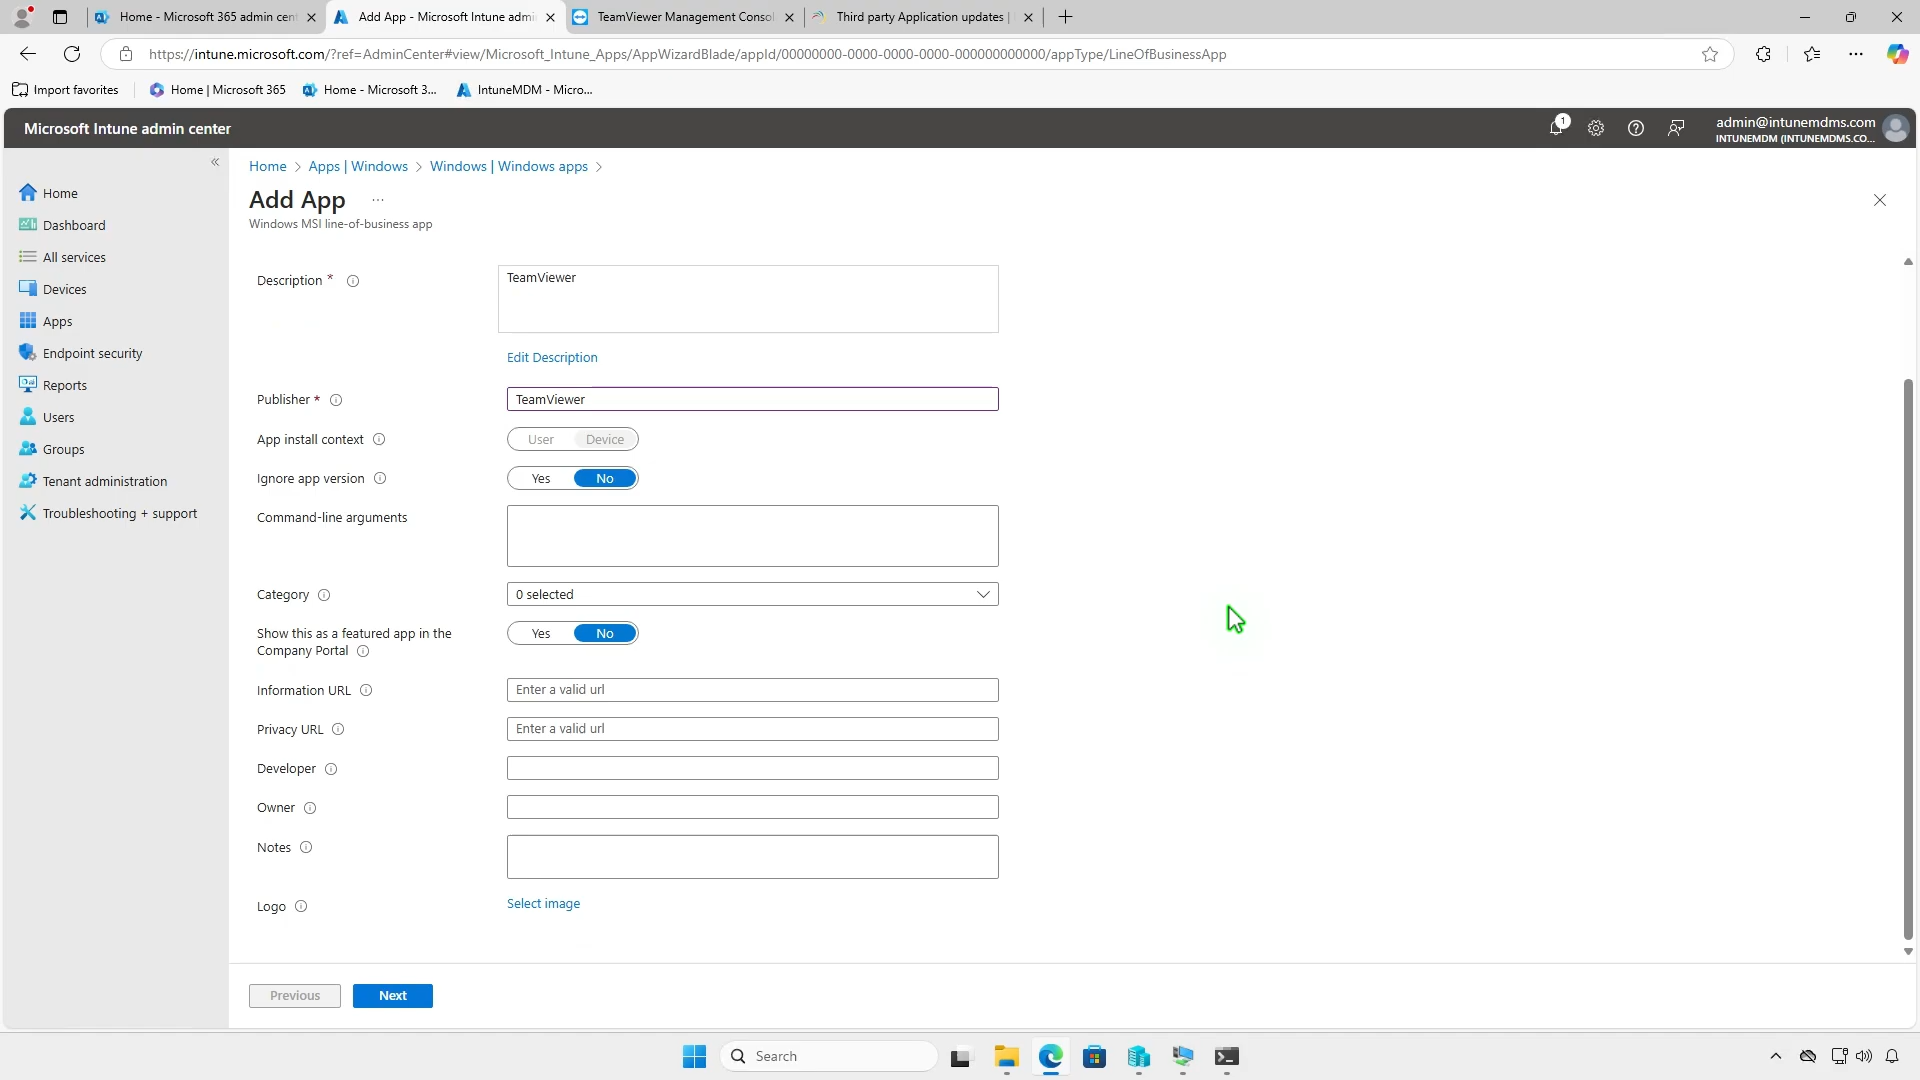 Home - Microsoft 365 admin cent
Add App - Microsoft Intune admi
TeamViewer Management Consol
Third party Application updates |
https://intune.microsoft.com/?ref=AdminCenter#view/Microsoft_Intune_Apps/AppWizardBlade/appId/00000000-0000-0000-0000-000000000000/appType/LineOfBusinessApp
Import favorites
Home | Microsoft 365
Home - Microsoft 3...
IntuneMDM - Micro...
Microsoft Intune admin center
1
admin@intunemdms.com
INTUNEMDM (INTUNEMDMS.CO...
Home
Dashboard
All services
Devices
Apps
Endpoint security
Reports
Users
Groups
Tenant administration
Troubleshooting + support
Home > Apps | Windows > Windows | Windows apps >
Add App ...
Windows MSI line-of-business app
Description *
TeamViewer
Edit Description
Publisher *
TeamViewer
App install context
User Device
Ignore app version
Yes No
Command-line arguments
Category
0 selected
Show this as a featured app in the
Company Portal
Yes No
Information URL
Enter a valid url
Privacy URL
Enter a valid url
Developer
Owner
Notes
Logo
Select image
Previous
Next
Search